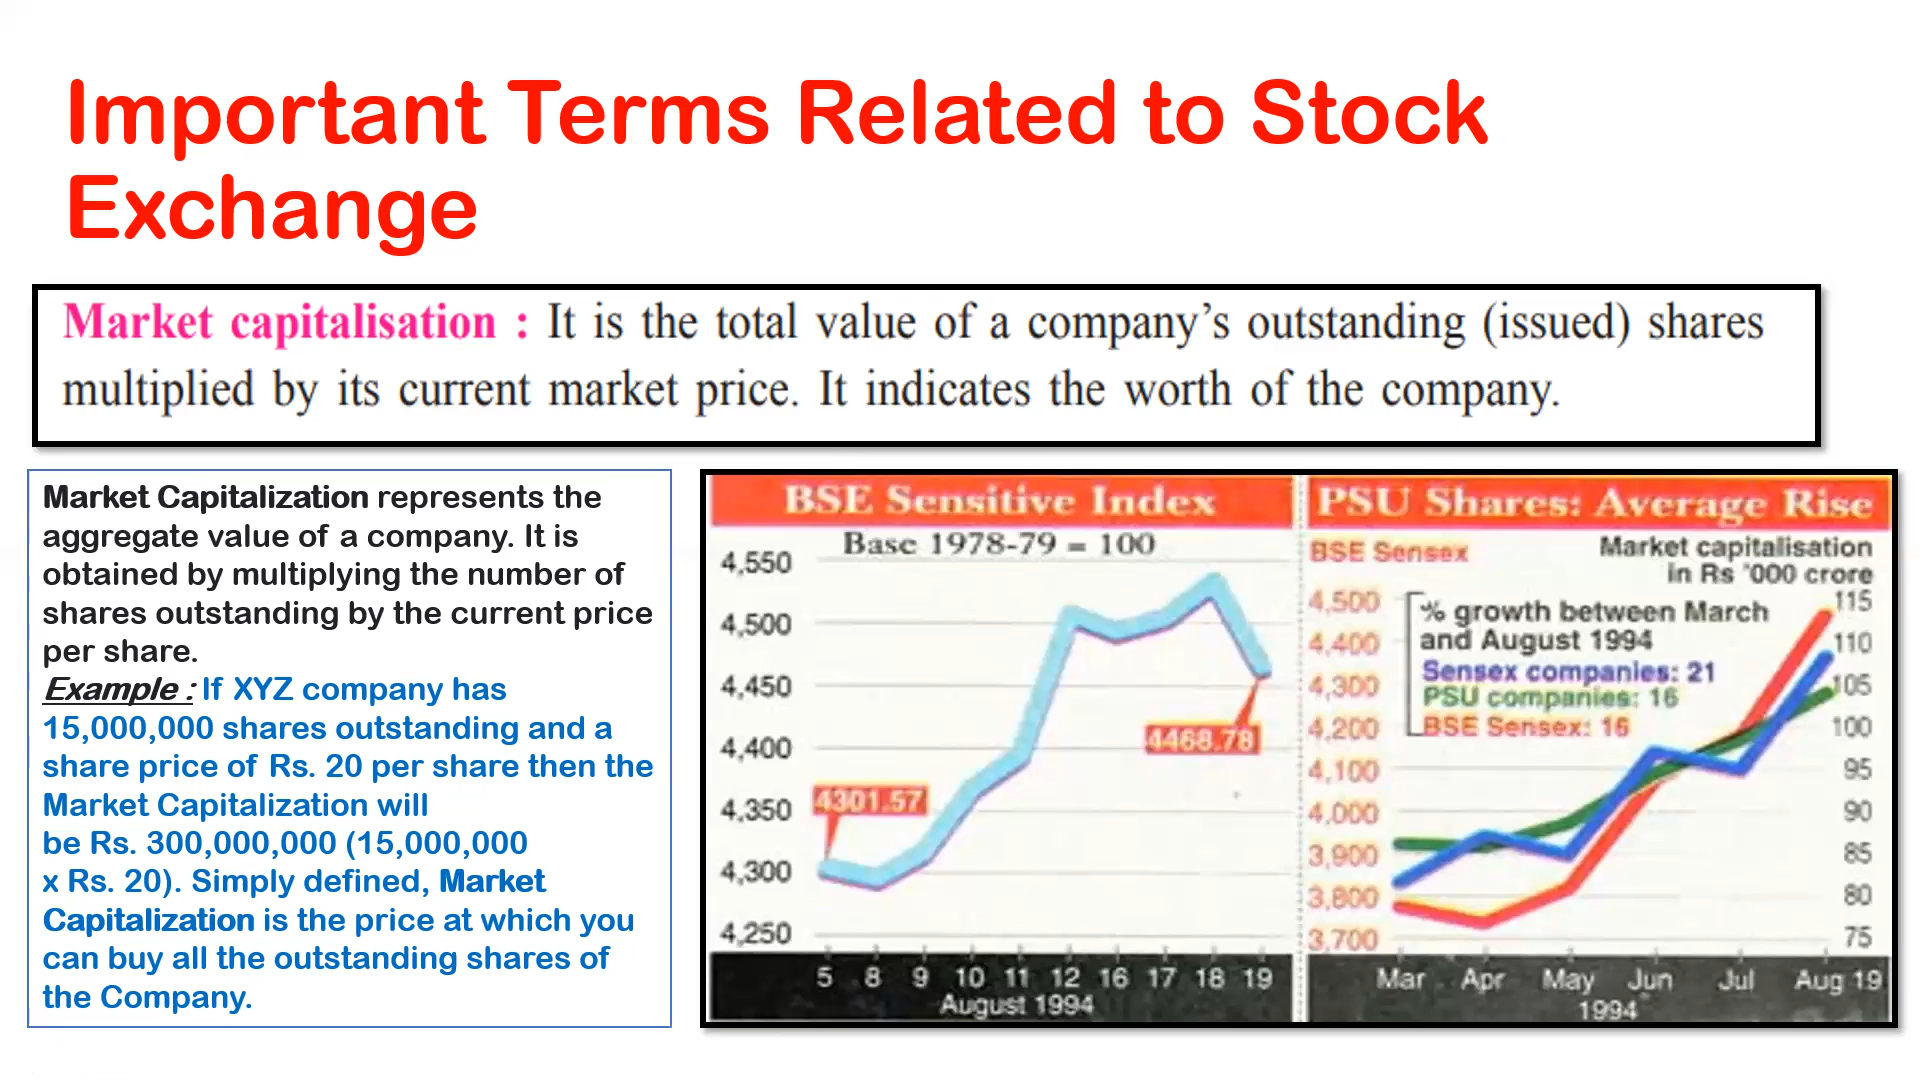 Important Terms Related to Stock
Exchange
Market capitalisation : It is the total value of a company’s outstanding (issued) shares
multiplied by its current market price. It indicates the worth of the company.
Market Capitalization represents the
aggregate value of a company. It is
obtained by multiplying the number of
shares outstanding by the current price
per share.
Example : If XYZ company has
15,000,000 shares outstanding and a
share price of Rs. 20 per share then the
Market Capitalization will
be Rs. 300,000,000 (15,000,000
x Rs. 20). Simply defined, Market
Capitalization is the price at which you
can buy all the outstanding shares of
the Company.
BSE Sensitive Index
Base 1978-79 = 100
4,550
4,500
4,450
4,400
4,350
4,300
4,250
4301.57
4468.78
5 8 9 10 11 12 16 17 18 19
August 1994
PSU Shares: Average Rise
BSE Sensex
Market capitalisation
in Rs '000 crore
4,500
4,400
4,300
4,200
4,100
4,000
3,900
3,800
3,700
% growth between March
and August 1994
Sensex companies: 21
PSU companies: 16
BSE Sensex: 16
115
110
105
100
95
90
85
80
75
Mar Apr May Jun Jul Aug 19
1994